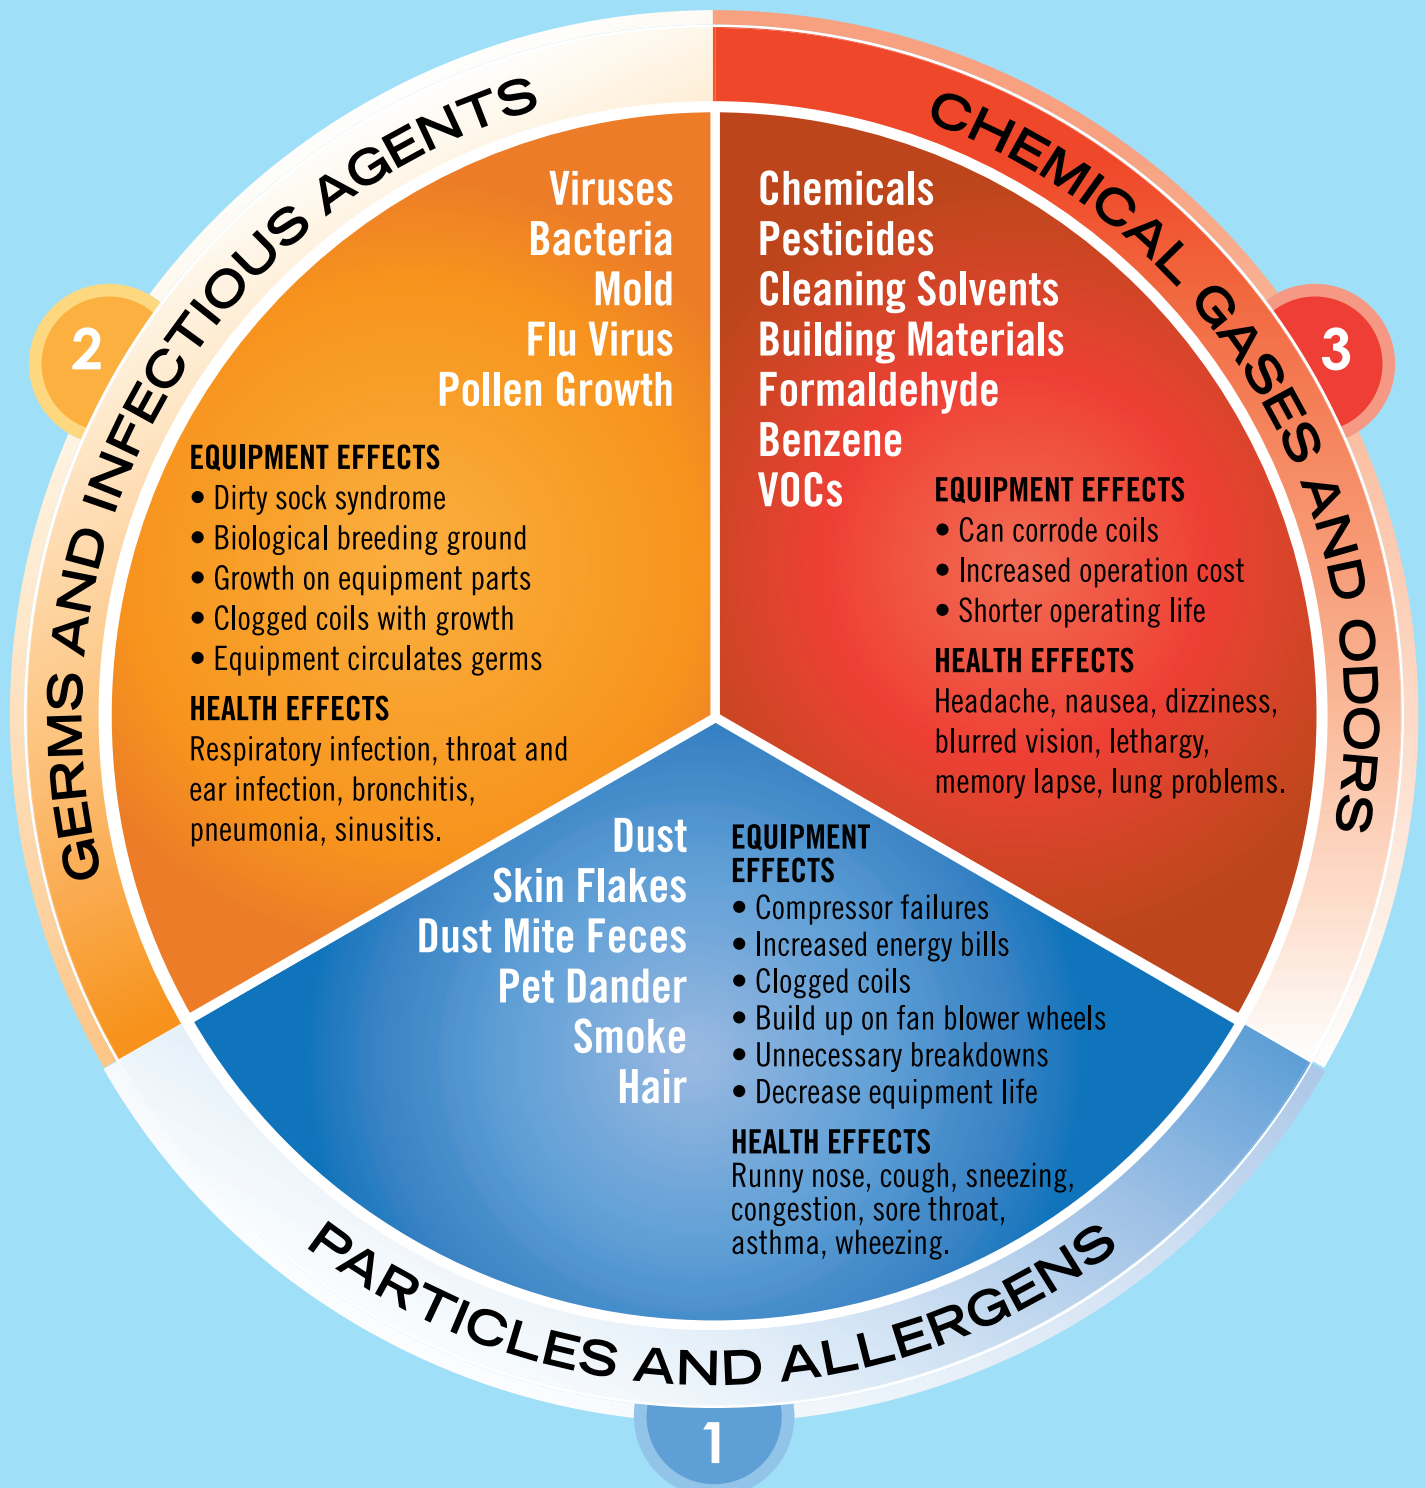 GERMS AND INFECTIOUS AGENTS
2
Viruses
Bacteria
Mold
Flu Virus
Pollen Growth
EQUIPMENT EFFECTS
• Dirty sock syndrome
• Biological breeding ground
• Growth on equipment parts
• Clogged coils with growth
• Equipment circulates germs
HEALTH EFFECTS
Respiratory infection, throat and
ear infection, bronchitis,
pneumonia, sinusitis.
CHEMICAL GASES AND ODORS
3
Chemicals
Pesticides
Cleaning Solvents
Building Materials
Formaldehyde
Benzene
VOCs
EQUIPMENT EFFECTS
• Can corrode coils
• Increased operation cost
• Shorter operating life
HEALTH EFFECTS
Headache, nausea, dizziness,
blurred vision, lethargy,
memory lapse, lung problems.
Dust
Skin Flakes
Dust Mite Feces
Pet Dander
Smoke
Hair
EQUIPMENT
EFFECTS
• Compressor failures
• Increased energy bills
• Clogged coils
• Build up on fan blower wheels
• Unnecessary breakdowns
• Decrease equipment life
HEALTH EFFECTS
Runny nose, cough, sneezing,
congestion, sore throat,
asthma, wheezing.
PARTICLES AND ALLERGENS
1